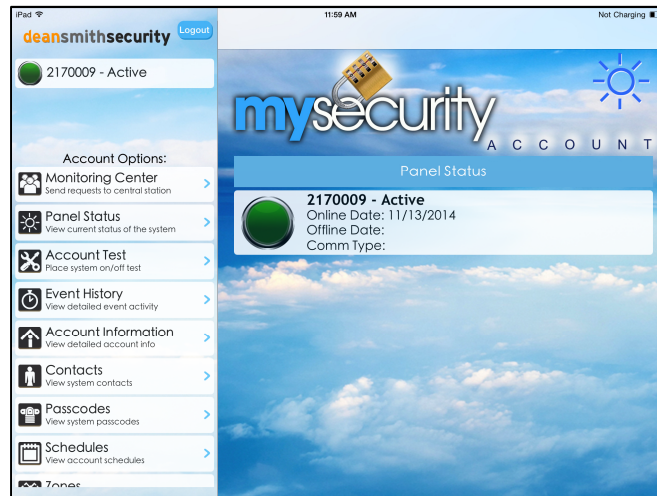 iPad
11:59 AM
Not Charging
deansmithsecurity
Logout
2170009 - Active
Account Options:
Monitoring Center
Send requests to central station
Panel Status
View current status of the system
Account Test
Place system on/off test
Event History
View detailed event activity
Account Information
View detailed account info
Contacts
View system contacts
Passcodes
View system passcodes
Schedules
View account schedules
Zones
mysecurity
ACCOUNT
Panel Status
2170009 - Active
Online Date: 11/13/2014
Offline Date:
Comm Type: